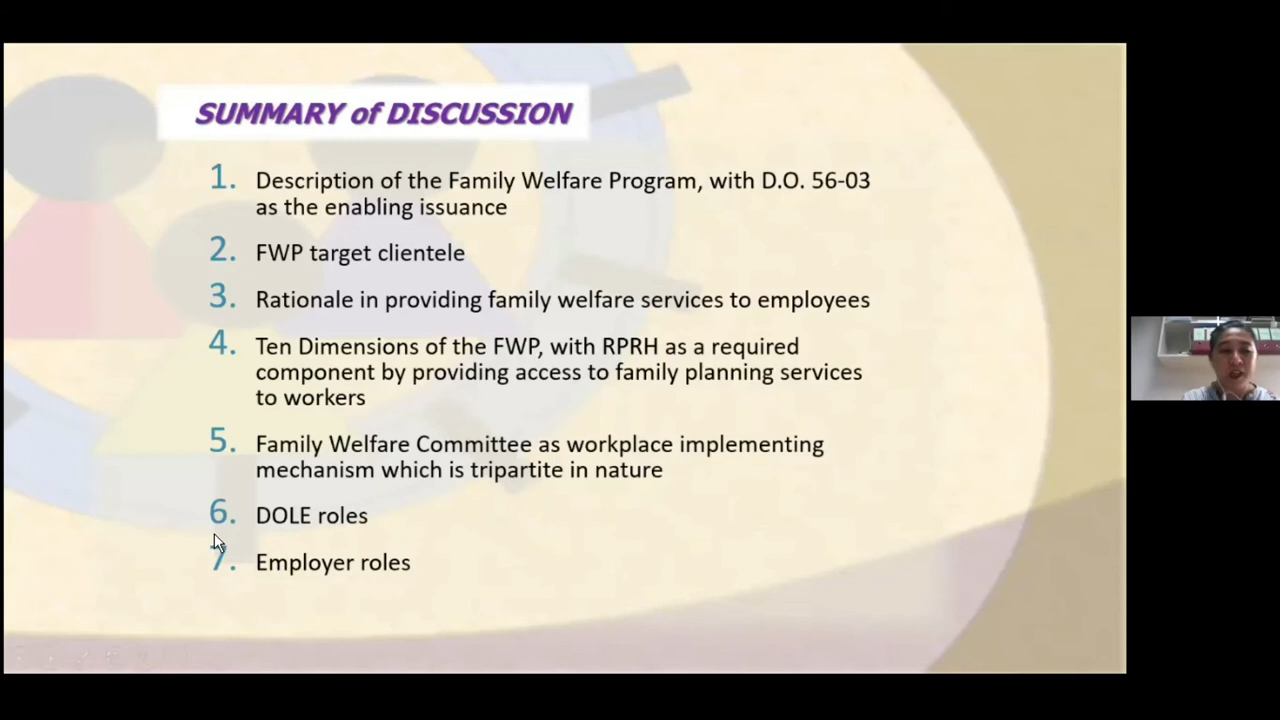 SUMMARY of DISCUSSION
1. Description of the Family Welfare Program, with D.O. 56-03
as the enabling issuance
2. FWP target clientele
3. Rationale in providing family welfare services to employees
4. Ten Dimensions of the FWP, with RPRH as a required
component by providing access to family planning services
to workers
5. Family Welfare Committee as workplace implementing
mechanism which is tripartite in nature
6. DOLE roles
7. Employer roles